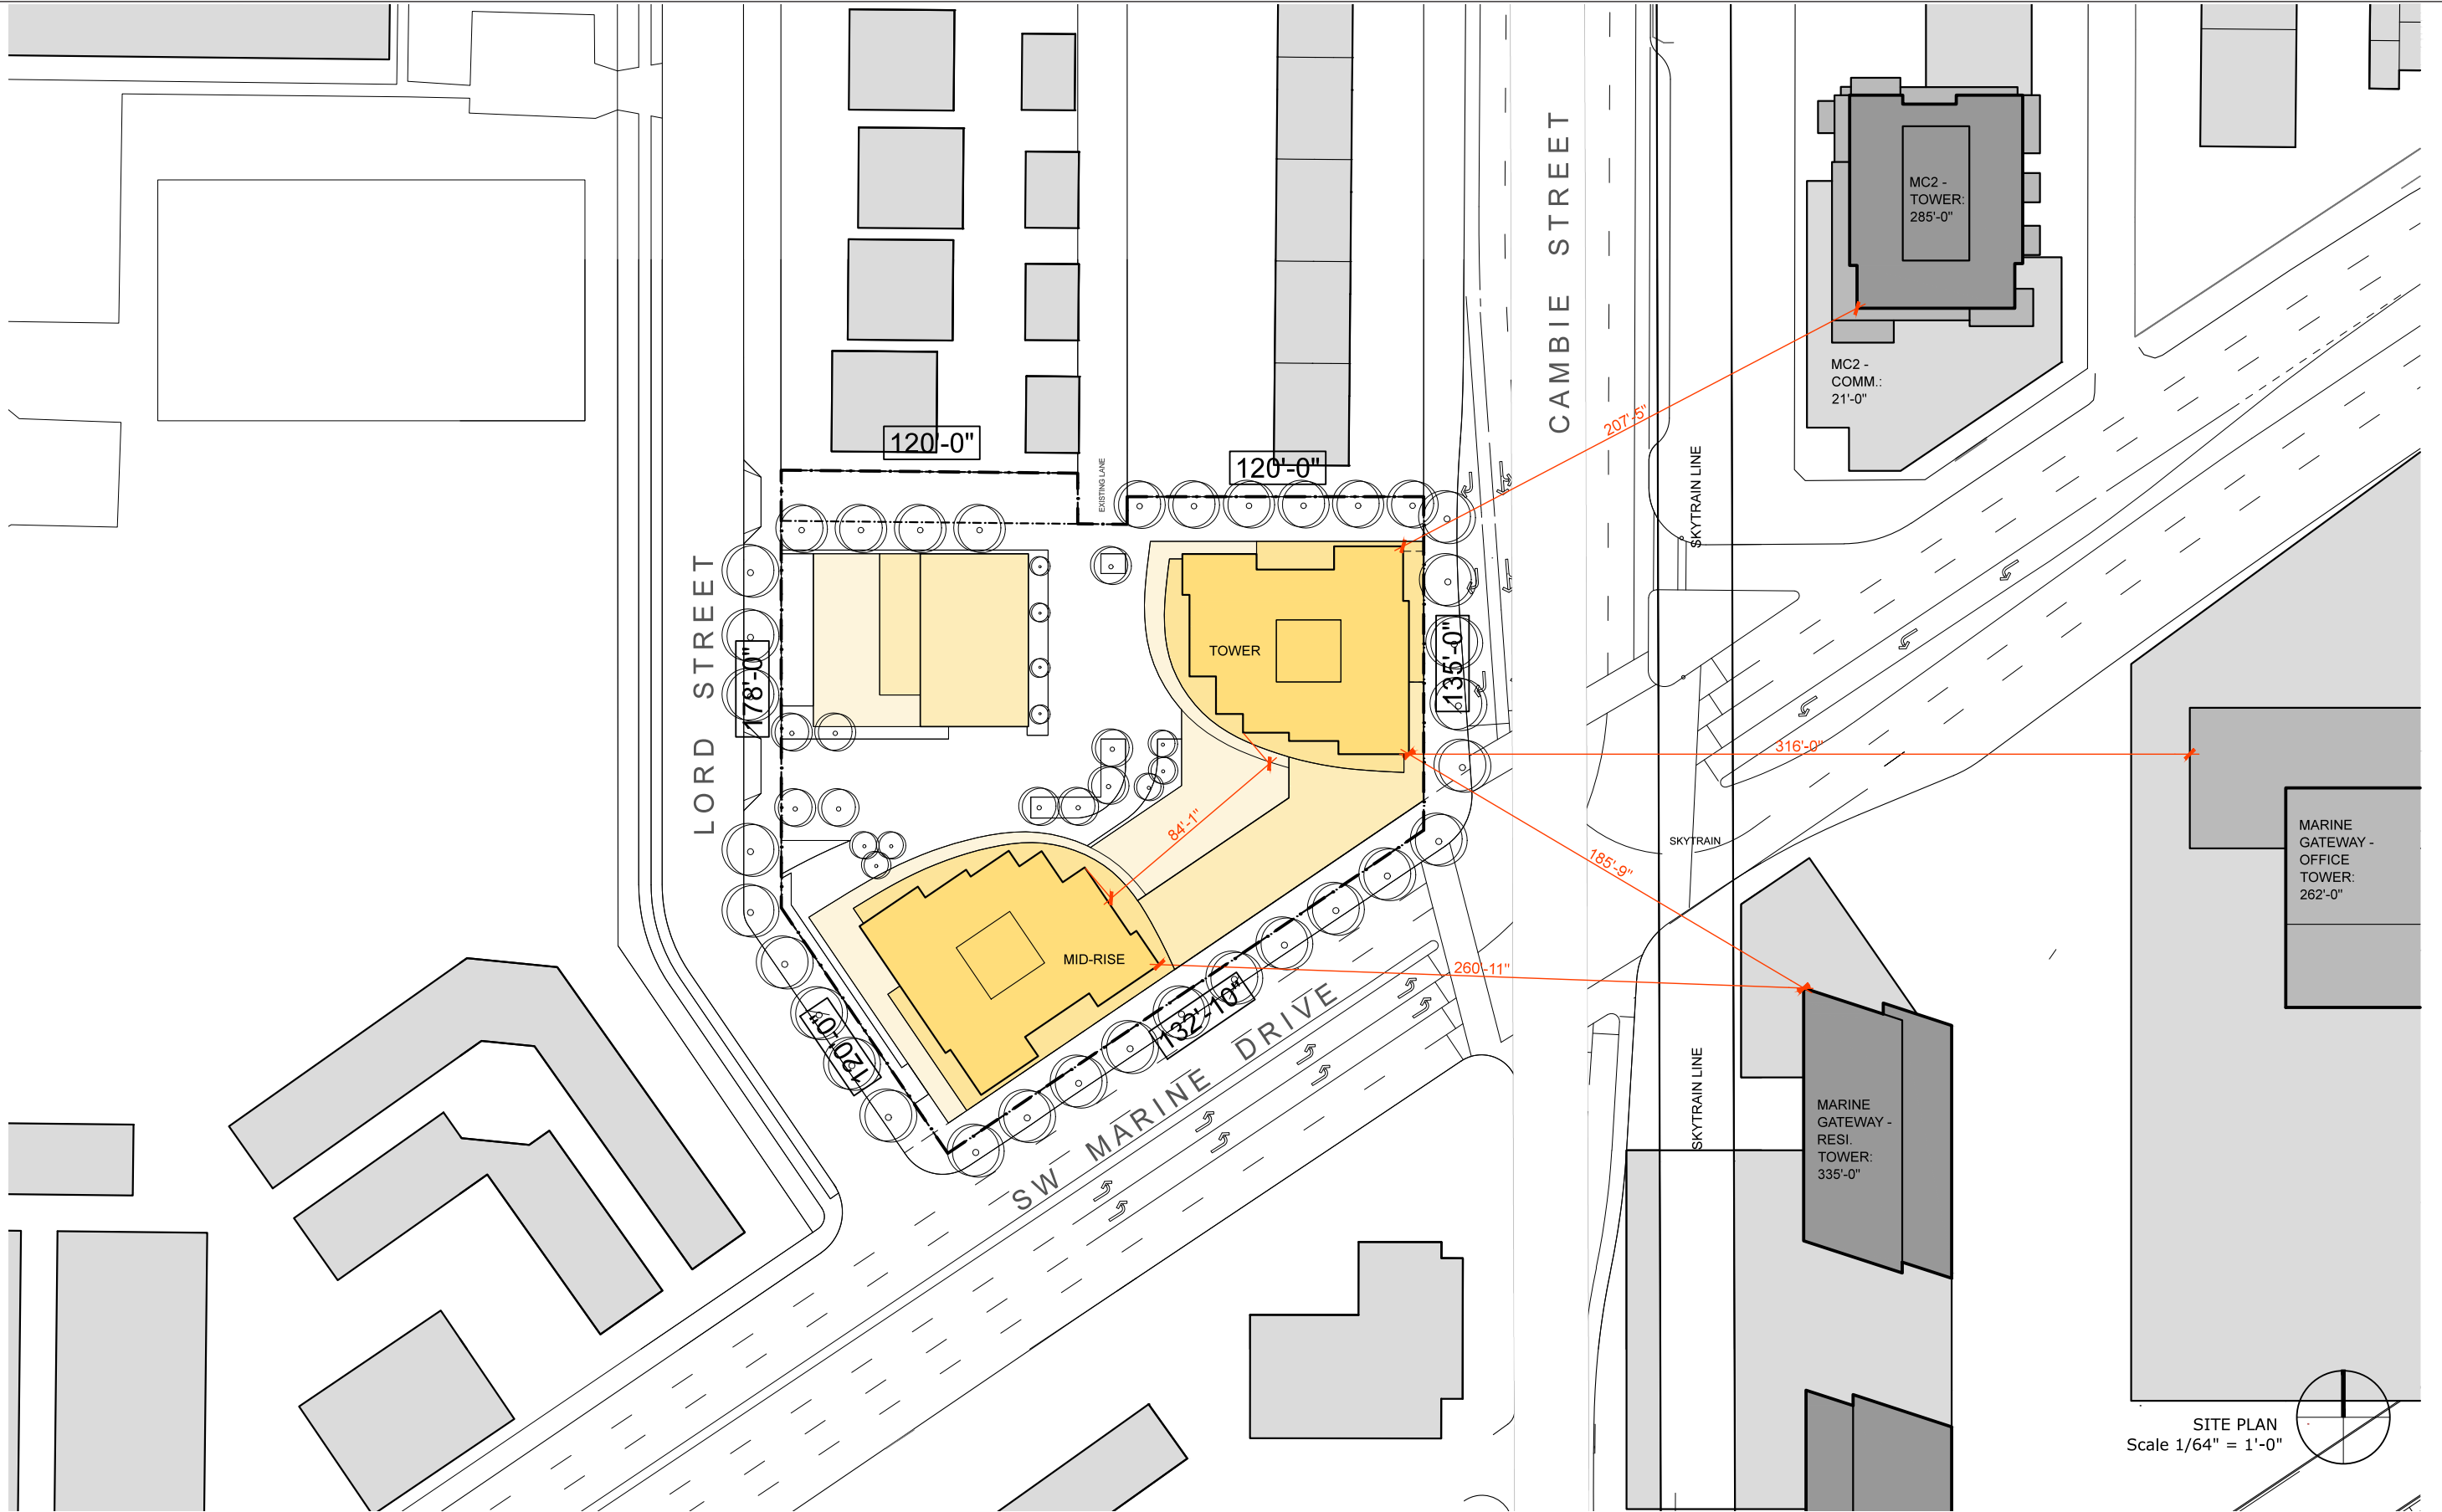 CAMBIE STREET
MC2 -
TOWER:
285'-0"
MC2 -
COMM.:
21'-0"
207'-5"
120'-0"
120'-0"
EXISTING LANE
SKYTRAIN LINE
LORD STREET
178'-0"
TOWER
135'-0"
316'-0"
84'-1"
185'-9"
SKYTRAIN
MARINE
GATEWAY -
OFFICE
TOWER:
262'-0"
MID-RISE
260'-11"
120'-0"
132'-10"
SW MARINE DRIVE
SKYTRAIN LINE
MARINE
GATEWAY -
RESI.
TOWER:
335'-0"
SITE PLAN
Scale 1/64" = 1'-0"